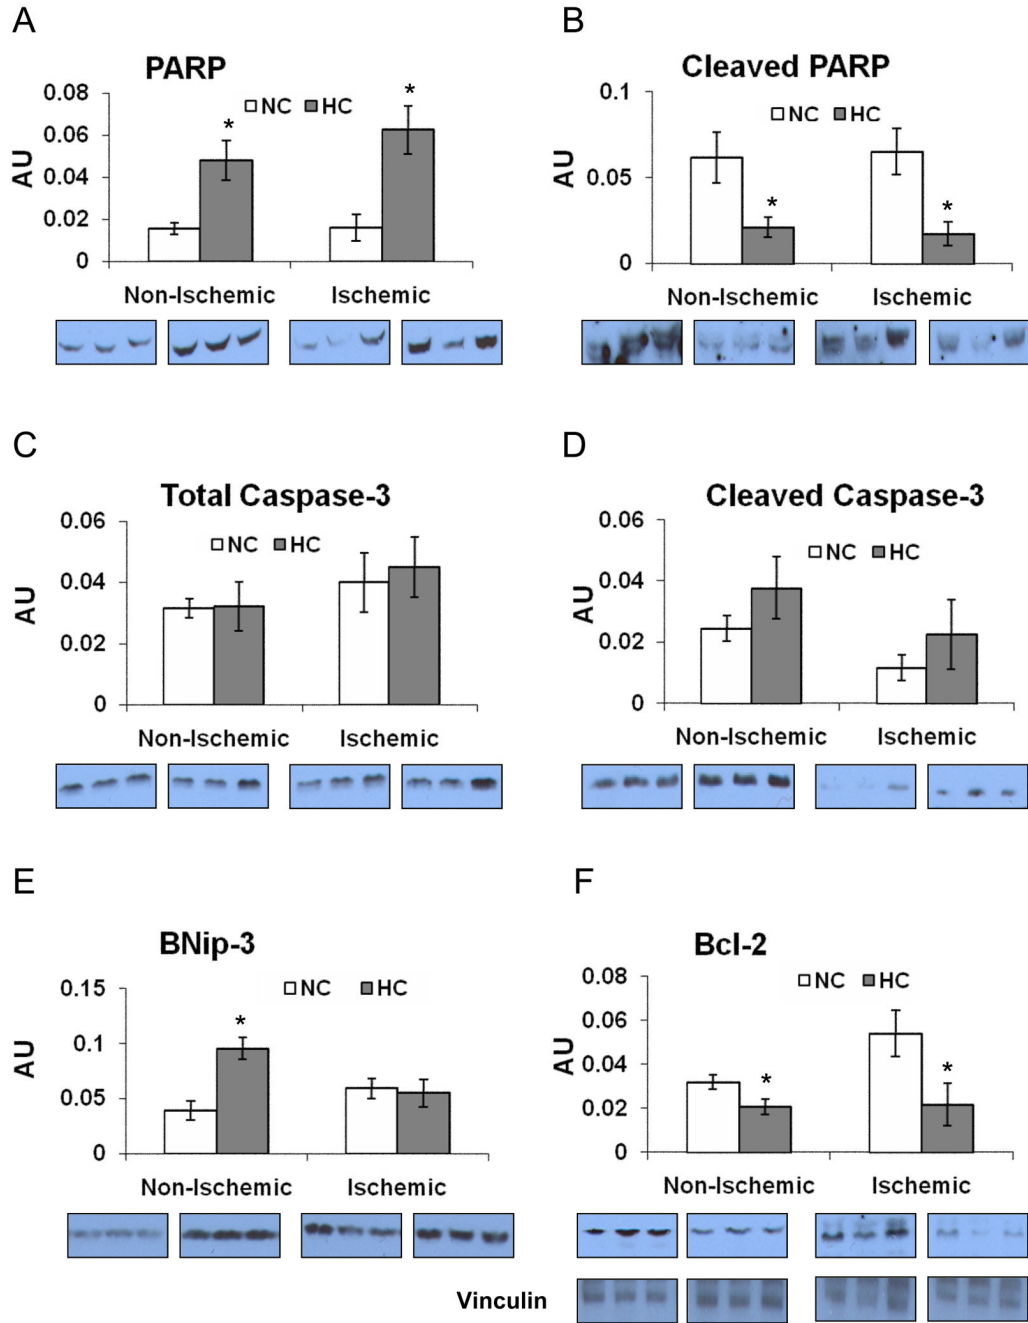 A
PARP
0.08
0.06
0.04
0.02
0
AU
NC HC
*
*
Non-Ischemic Ischemic
B
Cleaved PARP
0.1
0.05
0
AU
NC HC
*
*
Non-Ischemic Ischemic
C
Total Caspase-3
0.06
0.04
0.02
0
AU
NC HC
Non-Ischemic Ischemic
D
Cleaved Caspase-3
0.06
0.04
0.02
0
AU
NC HC
Non-Ischemic Ischemic
E
BNip-3
0.15
0.1
0.05
0
AU
NC HC
*
Non-Ischemic Ischemic
F
Bcl-2
0.08
0.06
0.04
0.02
0
AU
NC HC
*
*
Non-Ischemic Ischemic
Vinculin